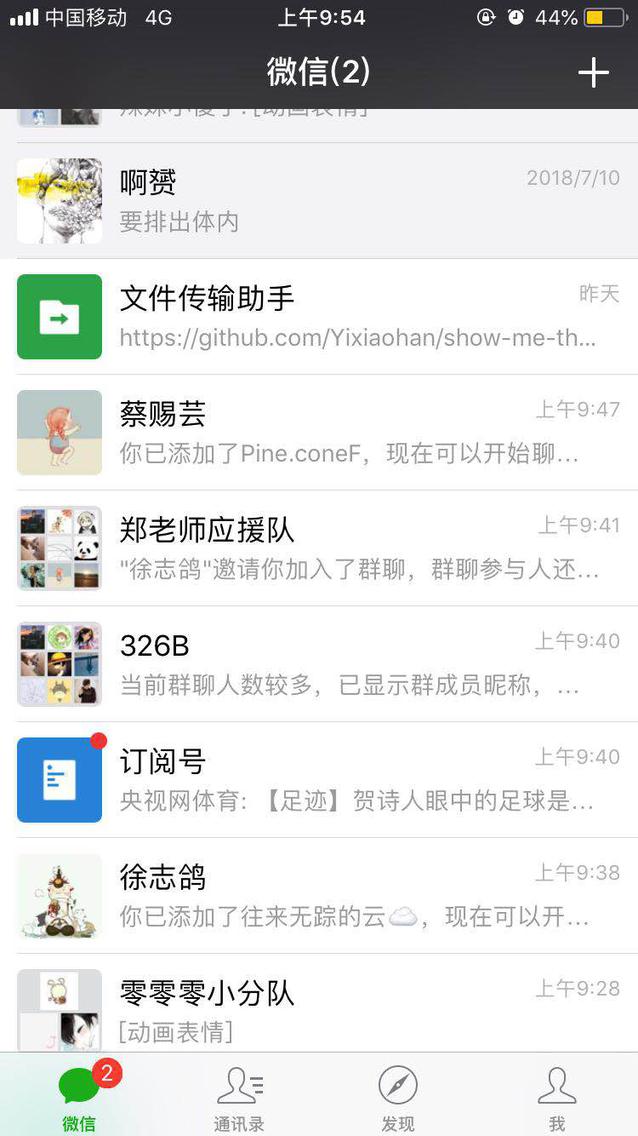 中国移动 4G 上午9:54 44%
微信(2)
辣妹小傻子:[动画表情]
啊赟 2018/7/10
要排出体内
文件传输助手 昨天
https://github.com/Yixiaohan/show-me-th...
蔡赐芸 上午9:47
你已添加了Pine.coneF，现在可以开始聊...
郑老师应援队 上午9:41
"徐志鸽"邀请你加入了群聊，群聊参与人还...
326B 上午9:40
当前群聊人数较多，已显示群成员昵称，...
订阅号 上午9:40
央视网体育: 【足迹】贺诗人眼中的足球是...
徐志鸽 上午9:38
你已添加了往来无踪的云☁️，现在可以开...
零零零小分队 上午9:28
[动画表情]
2
微信 通讯录 发现 我